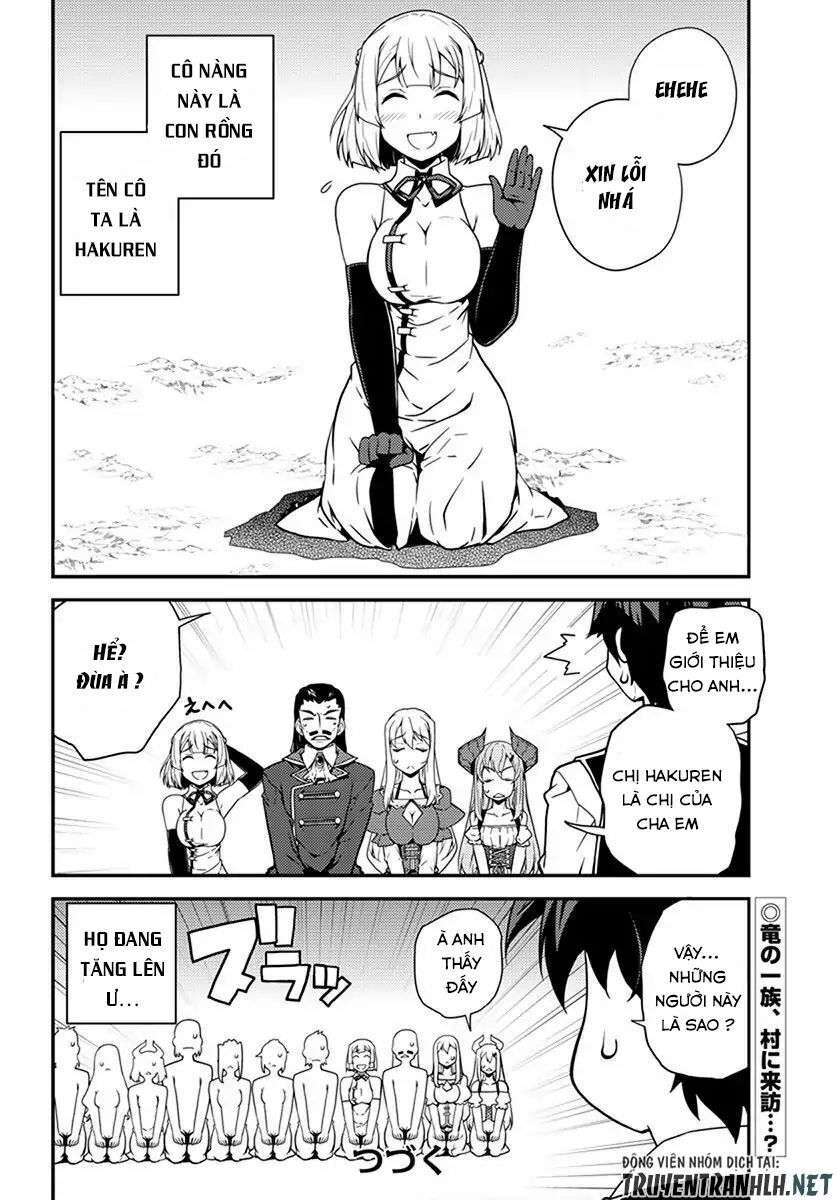 EHEHE
XIN LỖI
NHÁ
CÔ NÀNG
NÀY LÀ
CON RỒNG
ĐÓ
TÊN CÔ
TA LÀ
HAKUREN
ĐỂ EM
GIỚI THIỆU
CHO ANH...
CHỊ HAKUREN
LÀ CHỊ CỦA
CHA EM
HỂ?
ĐÙA À ?
えへへ
VẬY...
NHỮNG
NGƯỜI NÀY
LÀ SAO ?
À ANH
THẤY
ĐẤY
ズラッ
HỌ ĐANG
TĂNG LÊN
Ư...
つづく
◎竜の一族、村に来訪…?
ĐỘNG VIÊN NHÓM DỊCH TẠI:
TRUYENTRANHLH.NET